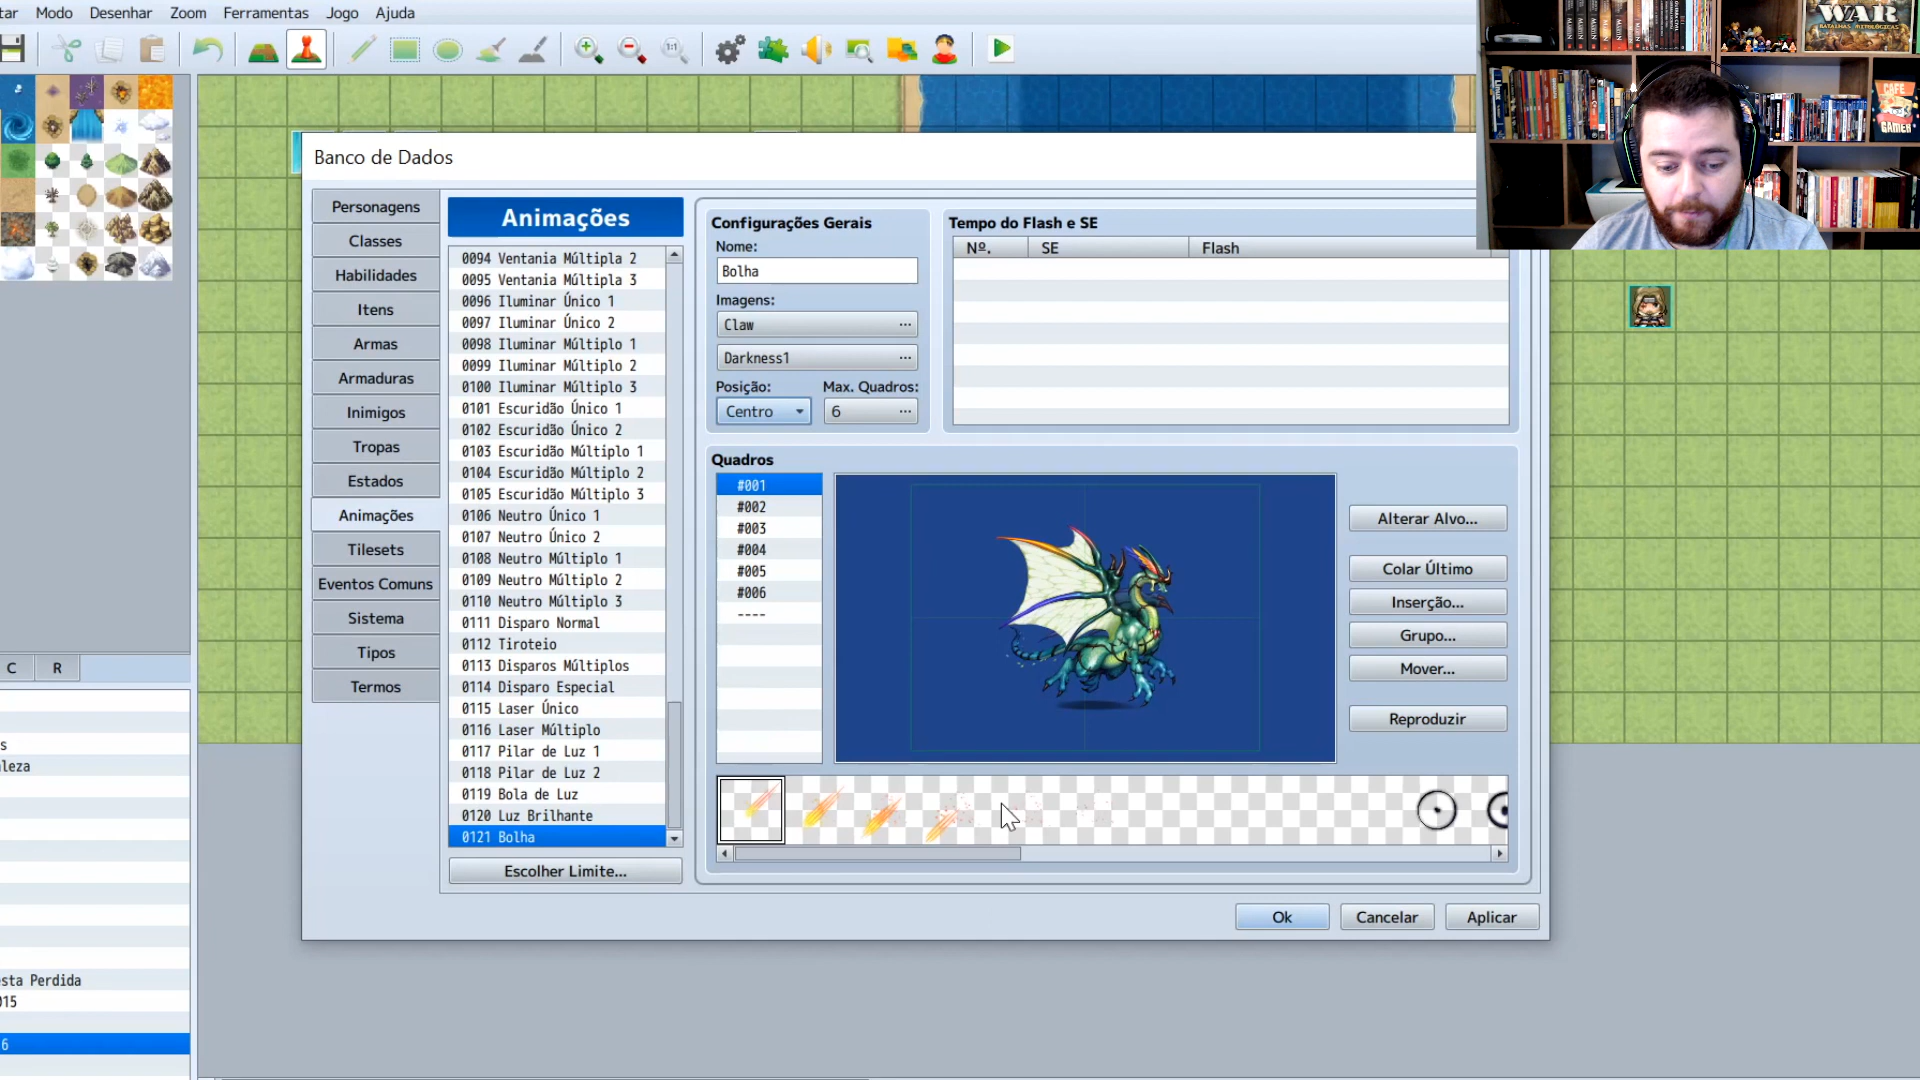 tar Modo Desenhar Zoom Ferramentas Jogo Ajuda
1:1
WAR
CAFE
GAMER
Banco de Dados
Personagens
Classes
Habilidades
Itens
Armas
Armaduras
Inimigos
Tropas
Estados
Animações
Tilesets
Eventos Comuns
Sistema
Tipos
Termos
Animações
0094 Ventania Múltipla 2
0095 Ventania Múltipla 3
0096 Iluminar Único 1
0097 Iluminar Único 2
0098 Iluminar Múltiplo 1
0099 Iluminar Múltiplo 2
0100 Iluminar Múltiplo 3
0101 Escuridão Único 1
0102 Escuridão Único 2
0103 Escuridão Múltiplo 1
0104 Escuridão Múltiplo 2
0105 Escuridão Múltiplo 3
0106 Neutro Único 1
0107 Neutro Único 2
0108 Neutro Múltiplo 1
0109 Neutro Múltiplo 2
0110 Neutro Múltiplo 3
0111 Disparo Normal
0112 Tiroteio
0113 Disparos Múltiplos
0114 Disparo Especial
0115 Laser Único
0116 Laser Múltiplo
0117 Pilar de Luz 1
0118 Pilar de Luz 2
0119 Bola de Luz
0120 Luz Brilhante
0121 Bolha
Escolher Limite...
Configurações Gerais
Nome:
Bolha
Imagens:
Claw ...
Darkness1 ...
Posição: Max. Quadros:
Centro 6 ...
Tempo do Flash e SE
Nº. SE Flash
Quadros
#001
#002
#003
#004
#005
#006
----
Alterar Alvo...
Colar Último
Inserção...
Grupo...
Mover...
Reproduzir
Ok Cancelar Aplicar
C R
s
leza
sta Perdida
015
6